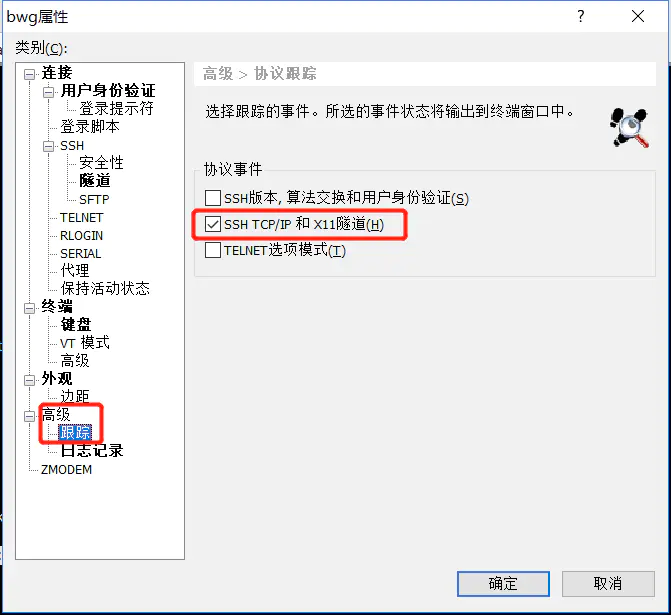 bwg属性
?
类别(C):
连接
用户身份验证
登录提示符
登录脚本
SSH
安全性
隧道
SFTP
TELNET
RLOGIN
SERIAL
代理
保持活动状态
终端
键盘
VT 模式
高级
外观
边距
高级
跟踪
日志记录
ZMODEM
高级 > 协议跟踪
选择跟踪的事件。所选的事件状态将输出到终端窗口中。
协议事件
SSH版本, 算法交换和用户身份验证(S)
SSH TCP/IP 和 X11隧道(H)
TELNET选项模式(T)
确定
取消